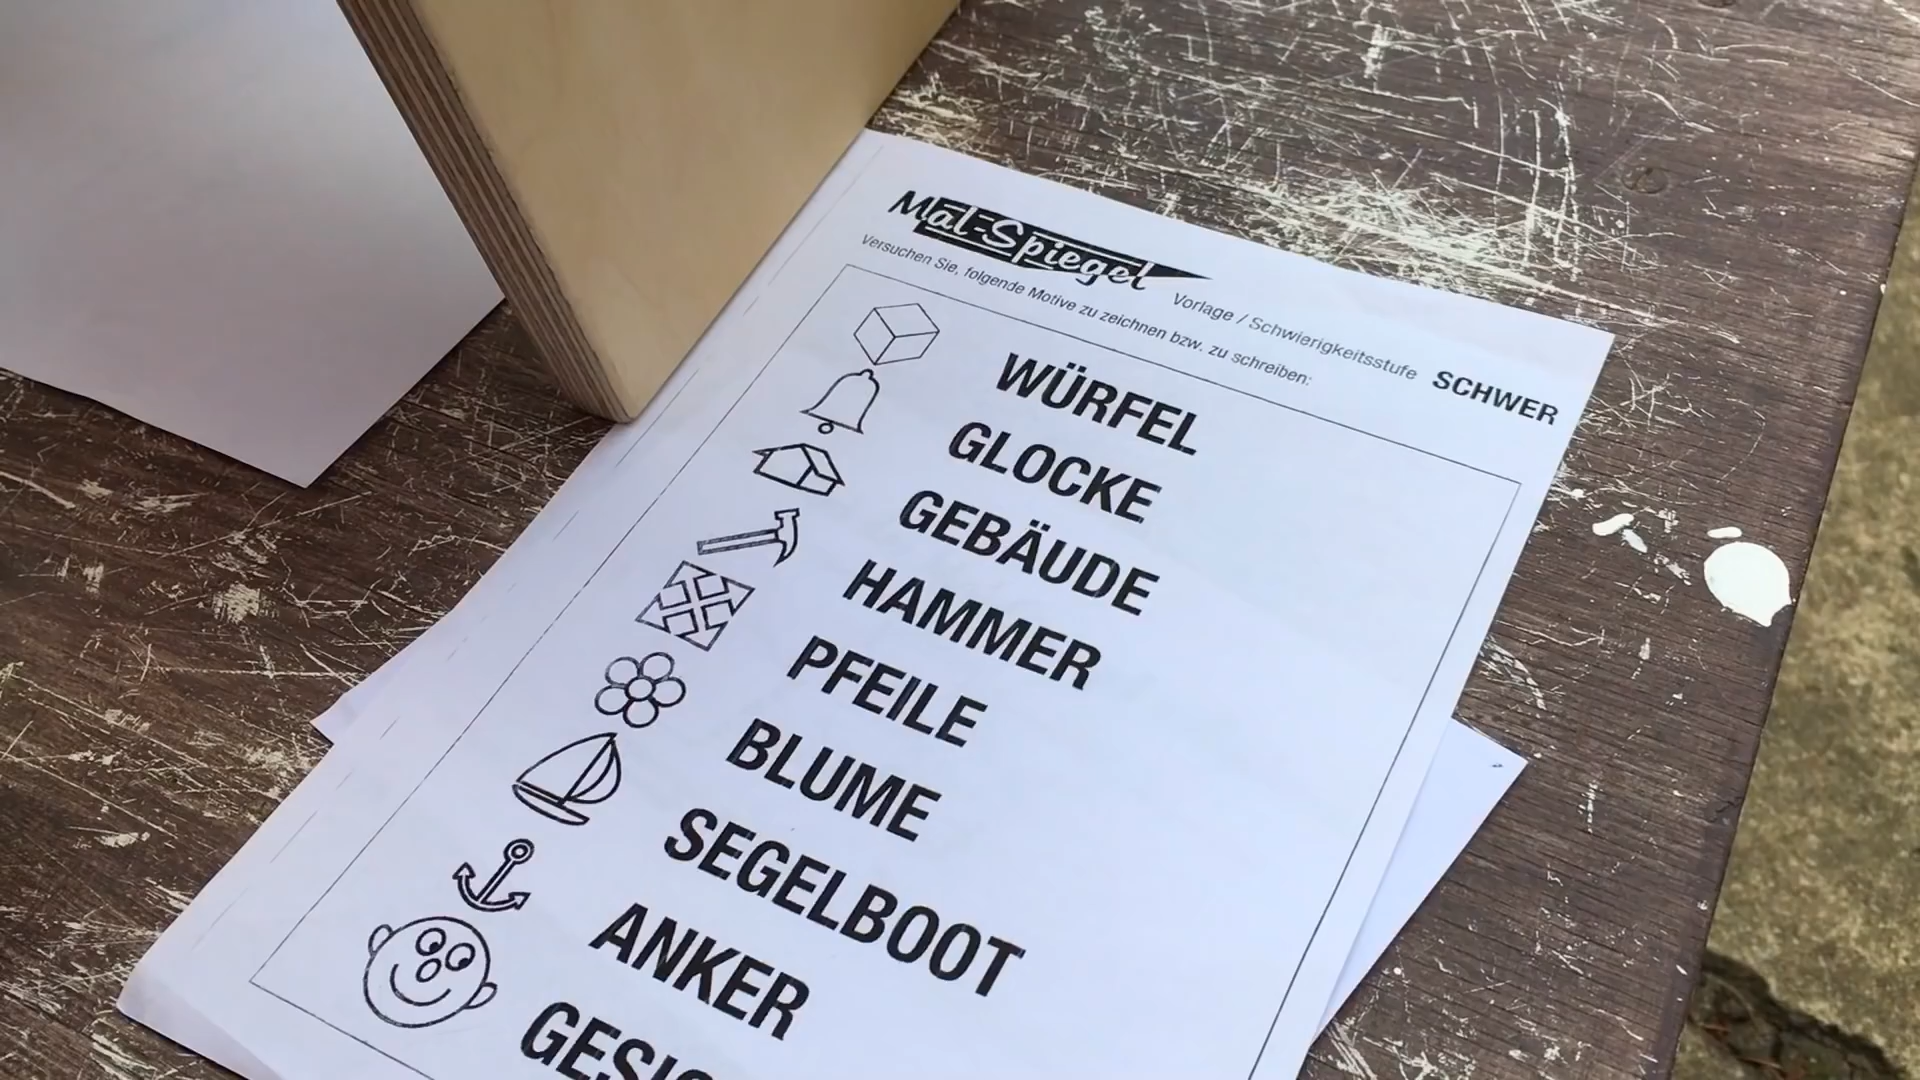 Mal-Spiegel Vorlage / Schwierigkeitsstufe SCHWER
Versuchen Sie, folgende Motive zu zeichnen bzw. zu schreiben:
WÜRFEL
GLOCKE
GEBÄUDE
HAMMER
PFEILE
BLUME
SEGELBOOT
ANKER